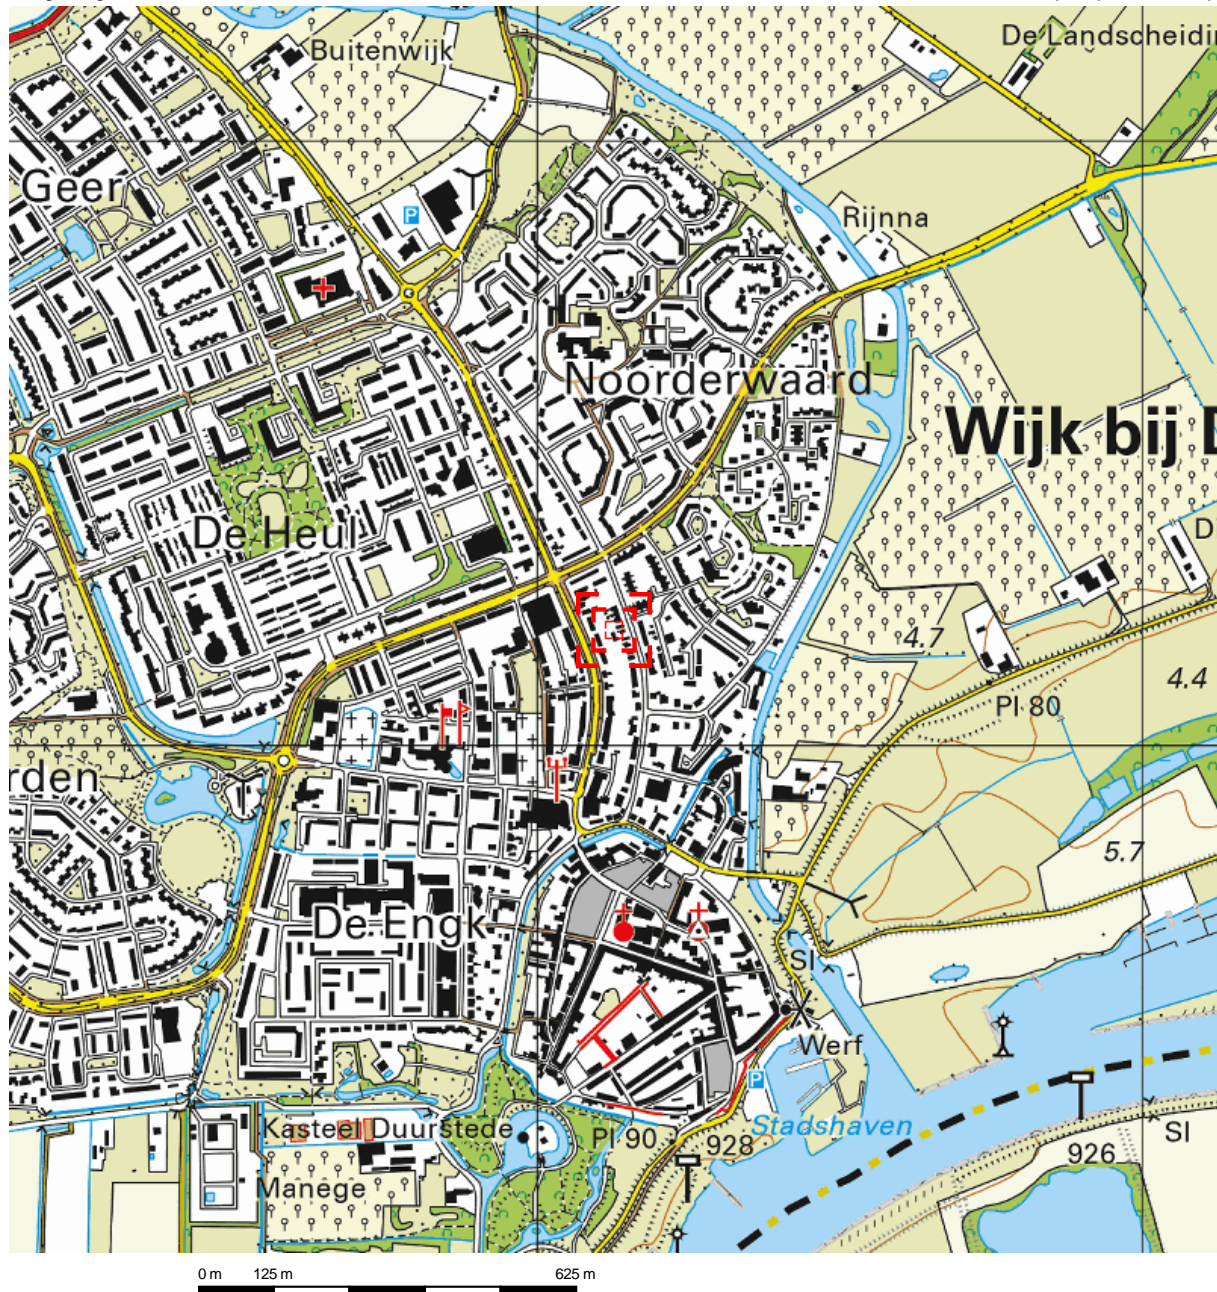 Buitenwijk
De Landscheidin
Geer
P
Rijnna
Noorderwaard
Wijk bij D
De Heul
D
4.7
4.4
Pl 80
rden
5.7
De Engk
Sl
Werf
P
Stadshaven
Kasteel Duurstede
Pl 90
928
926
Sl
Manege
0 m 125 m 625 m